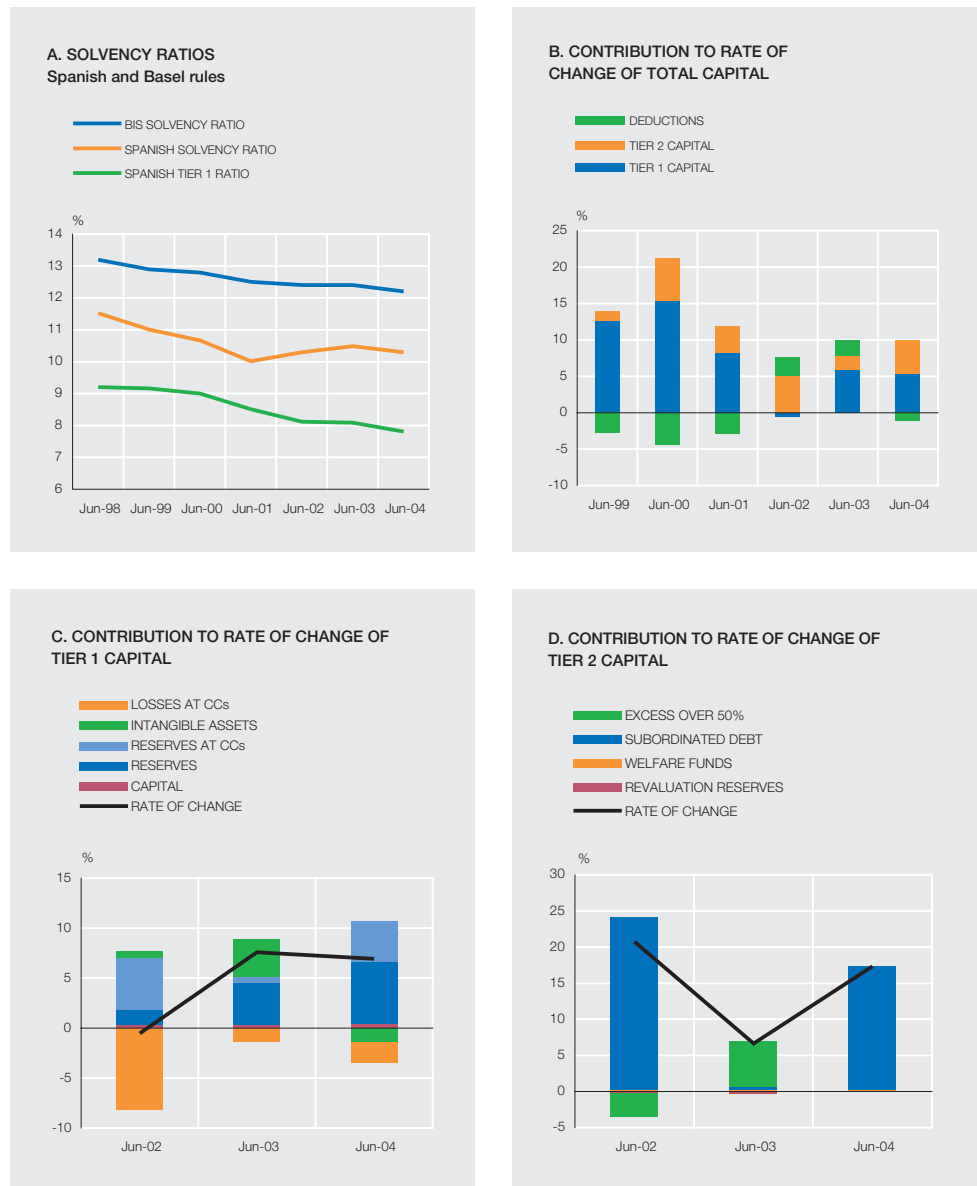 A. SOLVENCY RATIOS
Spanish and Basel rules
BIS SOLVENCY RATIO
SPANISH SOLVENCY RATIO
SPANISH TIER 1 RATIO
%
14
13
12
11
10
9
8
7
6
Jun-98 Jun-99 Jun-00 Jun-01 Jun-02 Jun-03 Jun-04
B. CONTRIBUTION TO RATE OF
CHANGE OF TOTAL CAPITAL
DEDUCTIONS
TIER 2 CAPITAL
TIER 1 CAPITAL
%
25
20
15
10
5
0
-5
-10
Jun-99 Jun-00 Jun-01 Jun-02 Jun-03 Jun-04
C. CONTRIBUTION TO RATE OF CHANGE OF
TIER 1 CAPITAL
LOSSES AT CCs
INTANGIBLE ASSETS
RESERVES AT CCs
RESERVES
CAPITAL
RATE OF CHANGE
%
15
10
5
0
-5
-10
Jun-02 Jun-03 Jun-04
D. CONTRIBUTION TO RATE OF CHANGE OF
TIER 2 CAPITAL
EXCESS OVER 50%
SUBORDINATED DEBT
WELFARE FUNDS
REVALUATION RESERVES
RATE OF CHANGE
%
30
25
20
15
10
5
0
-5
Jun-02 Jun-03 Jun-04